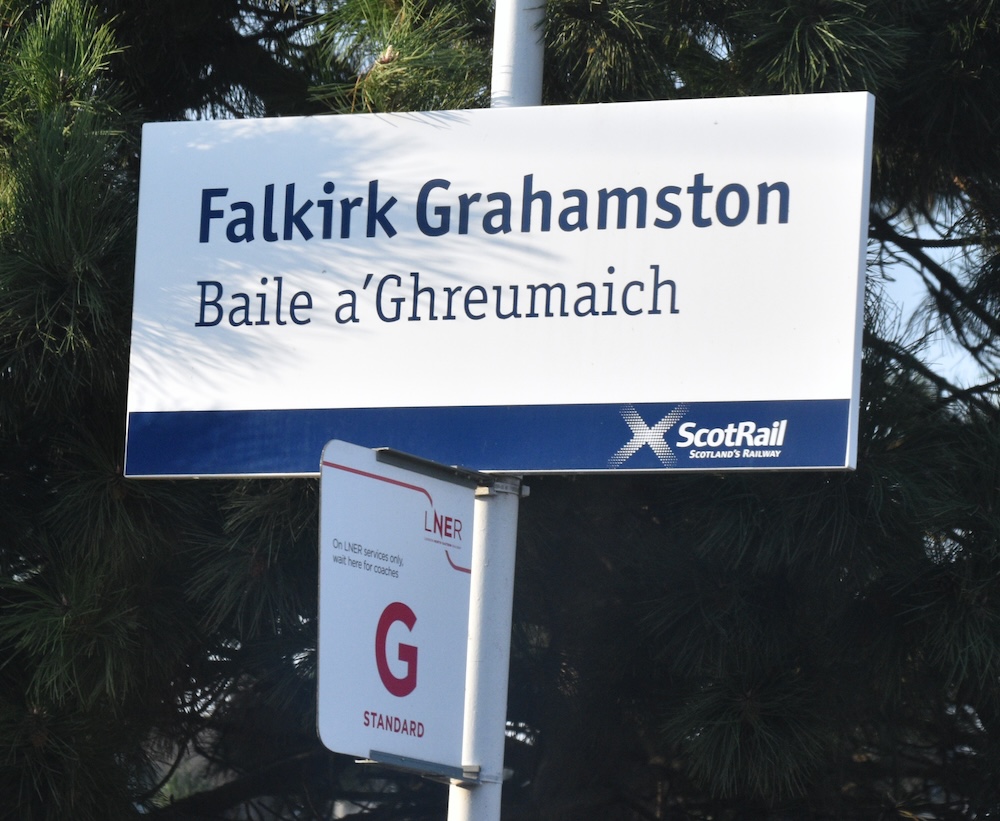 Falkirk Grahamston
Baile a'Ghreumaich
ScotRail
SCOTLAND'S RAILWAY
LNER
On LNER services only,
wait here for coaches
G
STANDARD